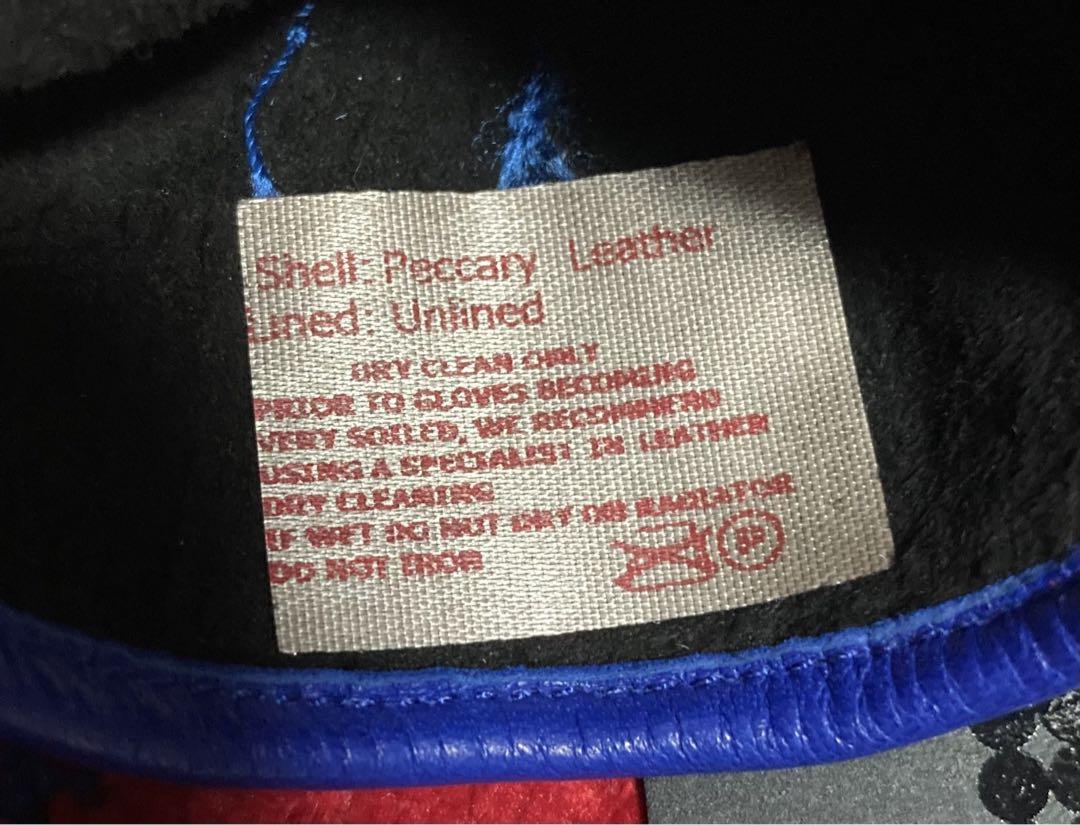 Shell: Peccary Leather
Lined: Unlined
DRY CLEAN ONLY
PRIOR TO GLOVES BECOMING
VERY SOILED, WE RECOMMEND
USING A SPECIALIST IN LEATHER
DRY CLEANING
IF WET DO NOT DRY ON RADIATOR
DO NOT IRON